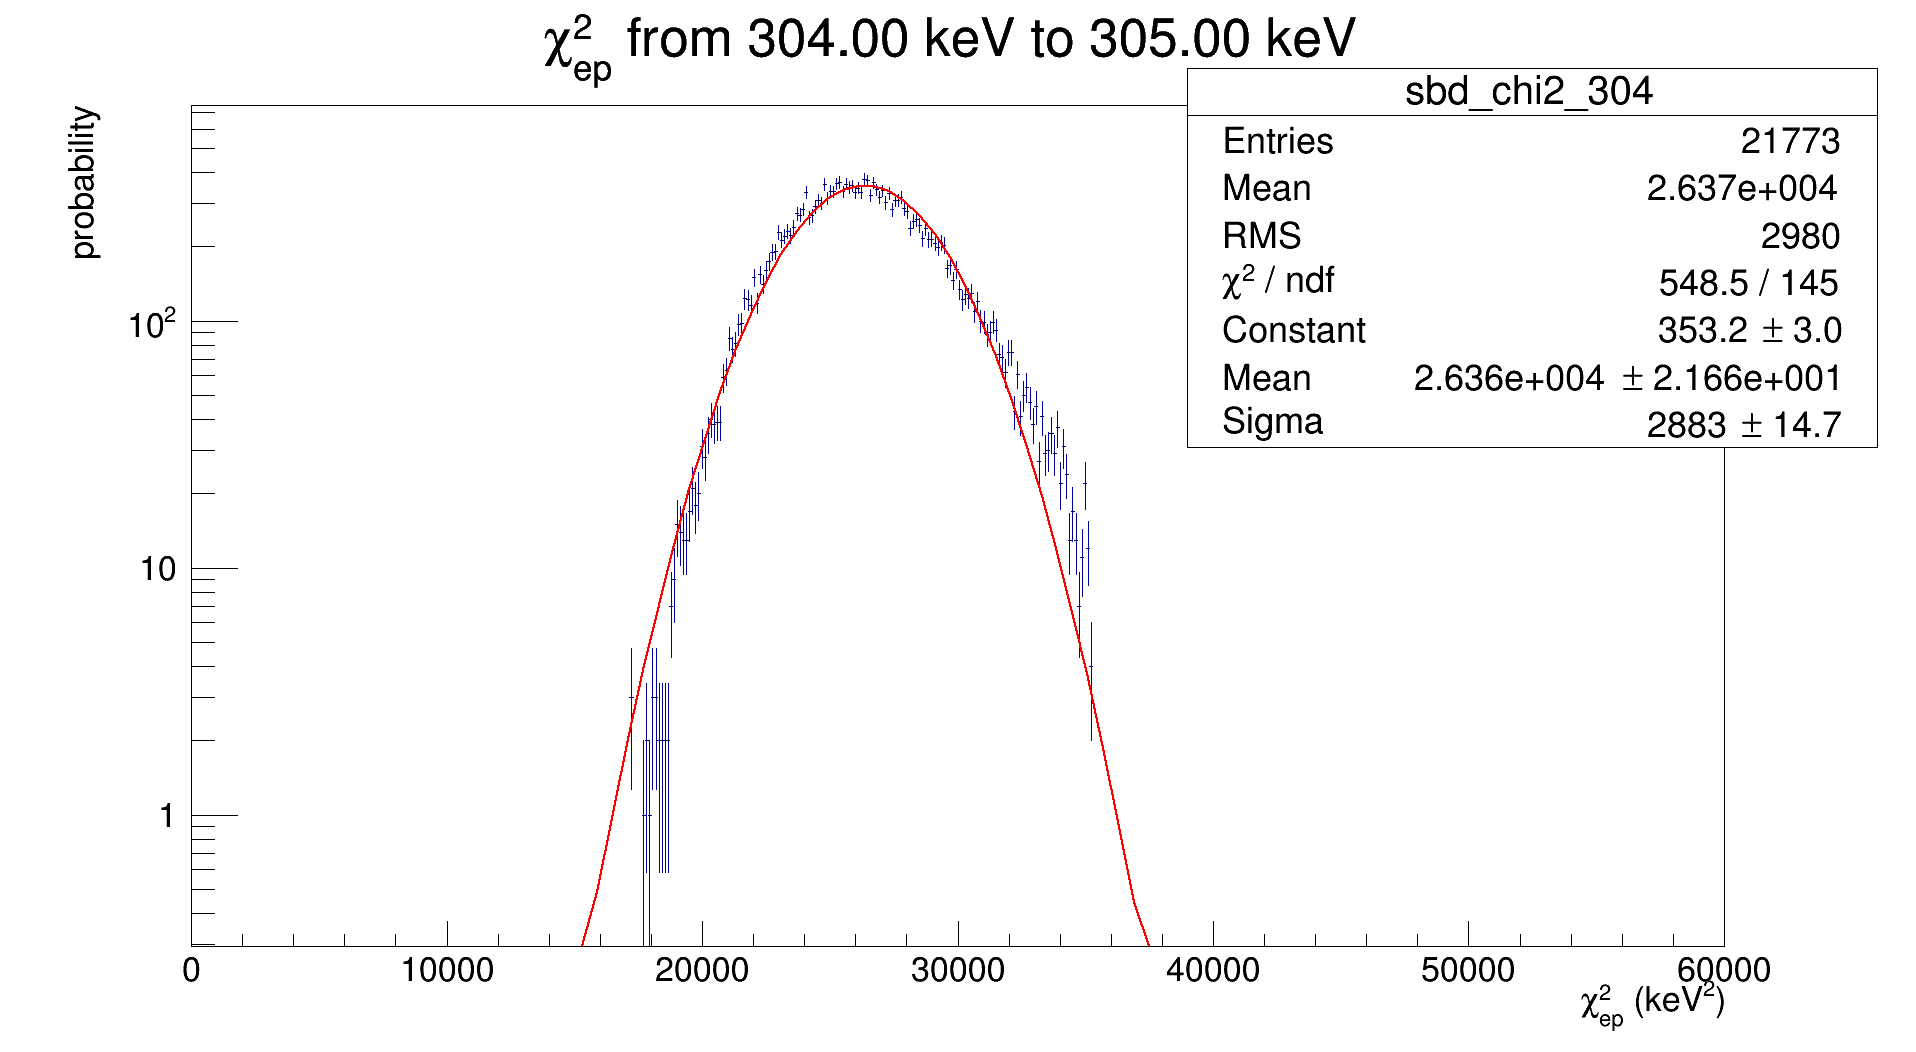 χ²ep from 304.00 keV to 305.00 keV
sbd_chi2_304
Entries 21773
Mean 2.637e+004
RMS 2980
χ² / ndf 548.5 / 145
Constant 353.2 ± 3.0
Mean 2.636e+004 ± 2.166e+001
Sigma 2883 ± 14.7
probability
10²
10
1
0 10000 20000 30000 40000 50000 60000
χ²ep (keV²)